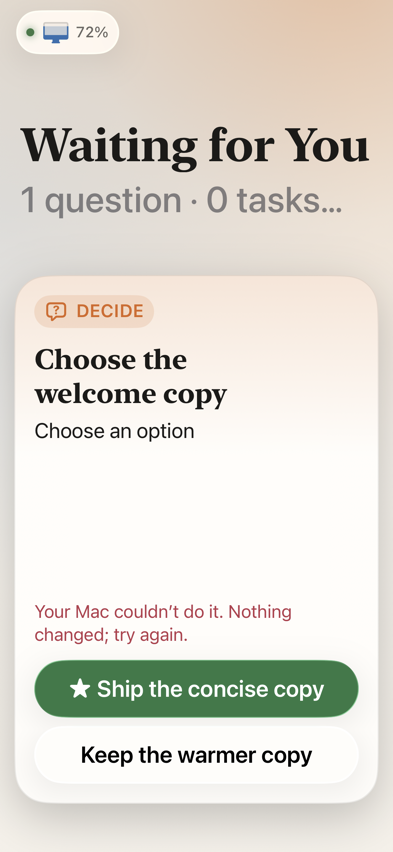 72%
Waiting for You
1 question · 0 tasks...
DECIDE
Choose the
welcome copy
Choose an option
Your Mac couldn’t do it. Nothing
changed; try again.
Ship the concise copy
Keep the warmer copy